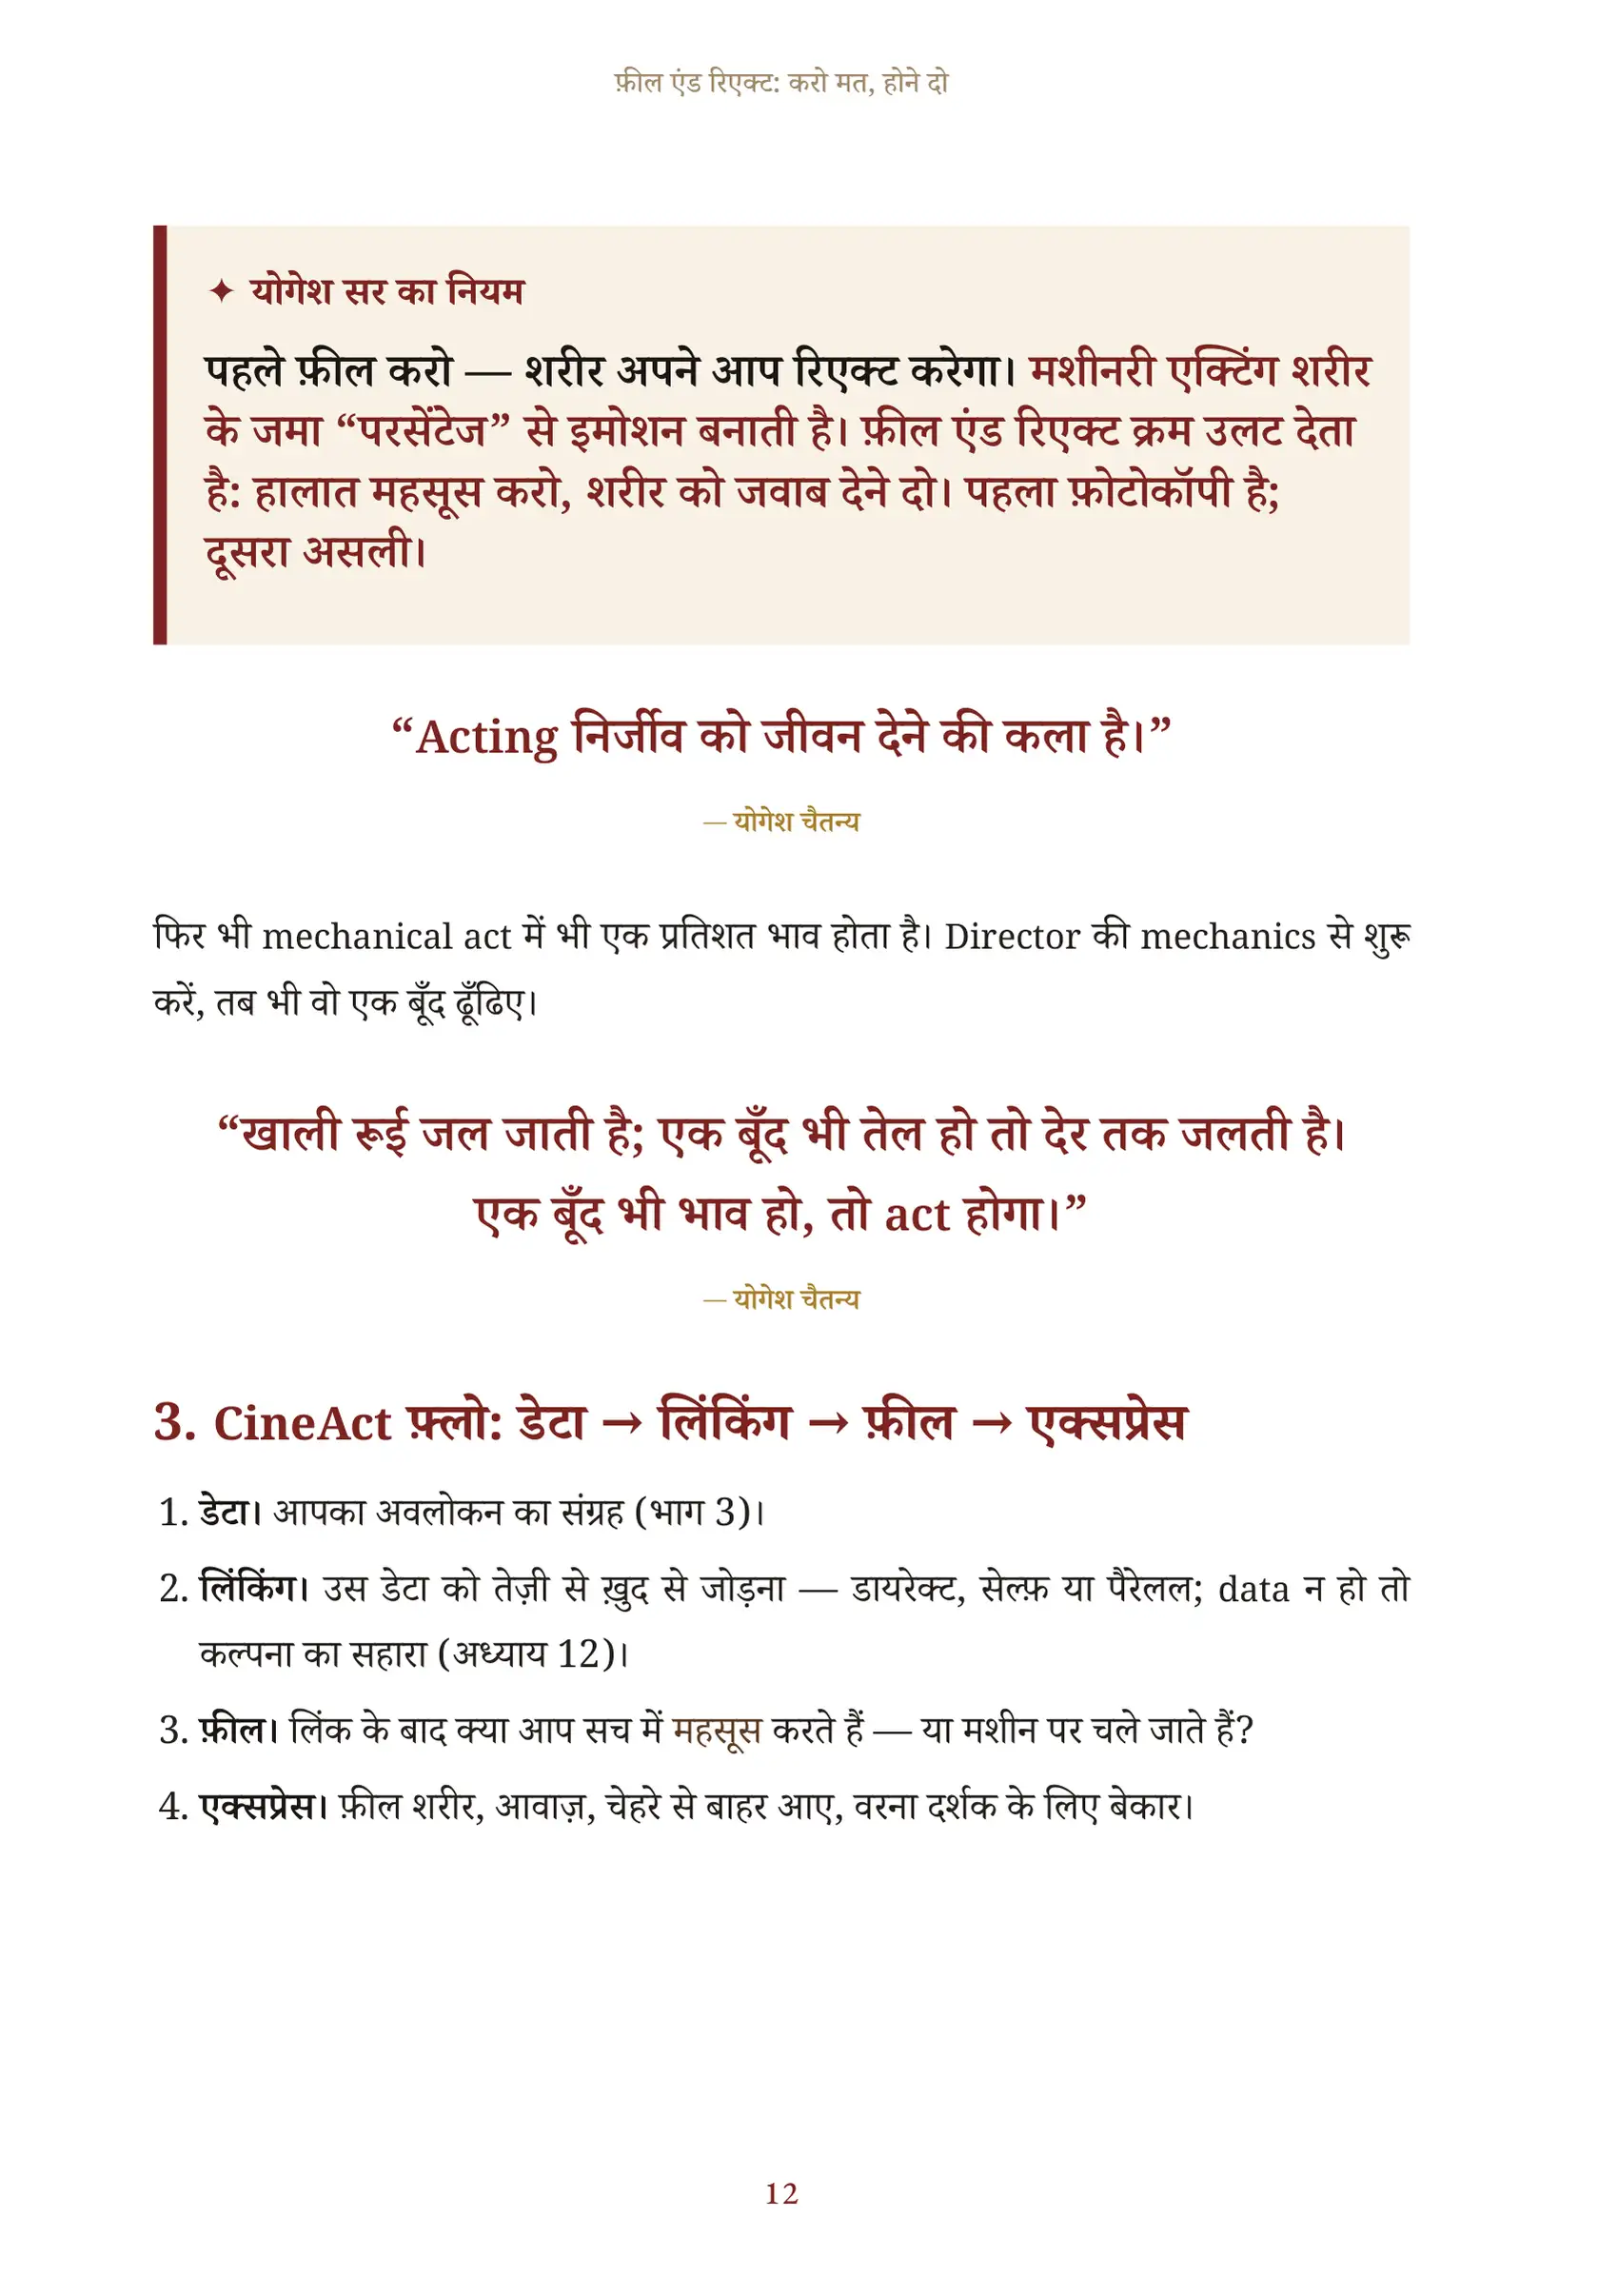 फ़ील एंड रिएक्ट: करो मत, होने दो
✦ योगेश सर का नियम
पहले फ़ील करो — शरीर अपने आप रिएक्ट करेगा। मशीनरी एक्टिंग शरीर
के जमा “परसेंटेज” से इमोशन बनाती है। फ़ील एंड रिएक्ट क्रम उलट देता
है: हालात महसूस करो, शरीर को जवाब देने दो। पहला फ़ोटोकॉपी है;
दूसरा असली।
“Acting निर्जीव को जीवन देने की कला है।”
— योगेश चैतन्य
फिर भी mechanical act में भी एक प्रतिशत भाव होता है। Director की mechanics से शुरू
करें, तब भी वो एक बूँद ढूँढिए।
“खाली रूई जल जाती है; एक बूँद भी तेल हो तो देर तक जलती है।
एक बूँद भी भाव हो, तो act होगा।”
— योगेश चैतन्य
3. CineAct फ़्लो: डेटा → लिंकिंग → फ़ील → एक्सप्रेस
1. डेटा। आपका अवलोकन का संग्रह (भाग 3)।
2. लिंकिंग। उस डेटा को तेज़ी से ख़ुद से जोड़ना — डायरेक्ट, सेल्फ़ या पैरेलल; data न हो तो
कल्पना का सहारा (अध्याय 12)।
3. फ़ील। लिंक के बाद क्या आप सच में महसूस करते हैं — या मशीन पर चले जाते हैं?
4. एक्सप्रेस। फ़ील शरीर, आवाज़, चेहरे से बाहर आए, वरना दर्शक के लिए बेकार।
12